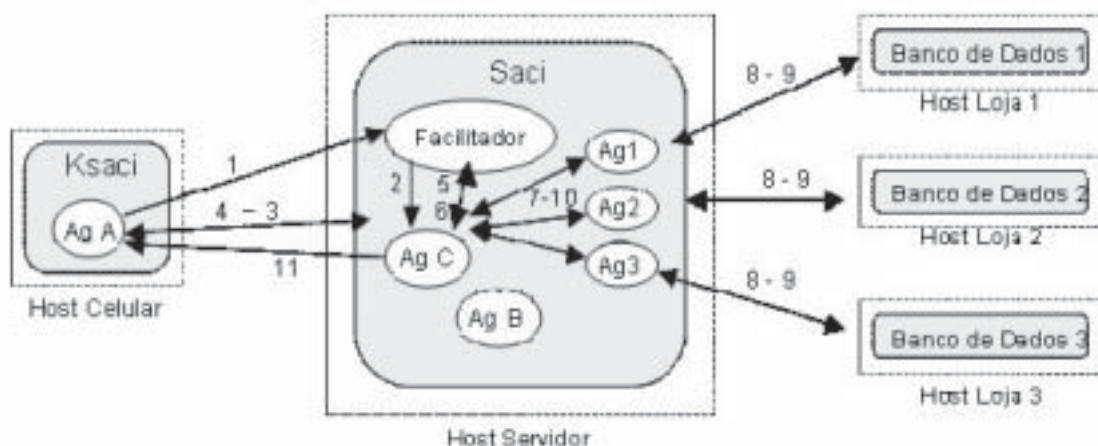 Ksaci
Ag A
Host Celular
1
4 - 3
11
Saci
Facilitador
2
5
6
7-10
Ag C
Ag B
Ag1
Ag2
Ag3
Host Servidor
8 - 9
Banco de Dados 1
Host Loja 1
8 - 9
Banco de Dados 2
Host Loja 2
8 - 9
Banco de Dados 3
Host Loja 3